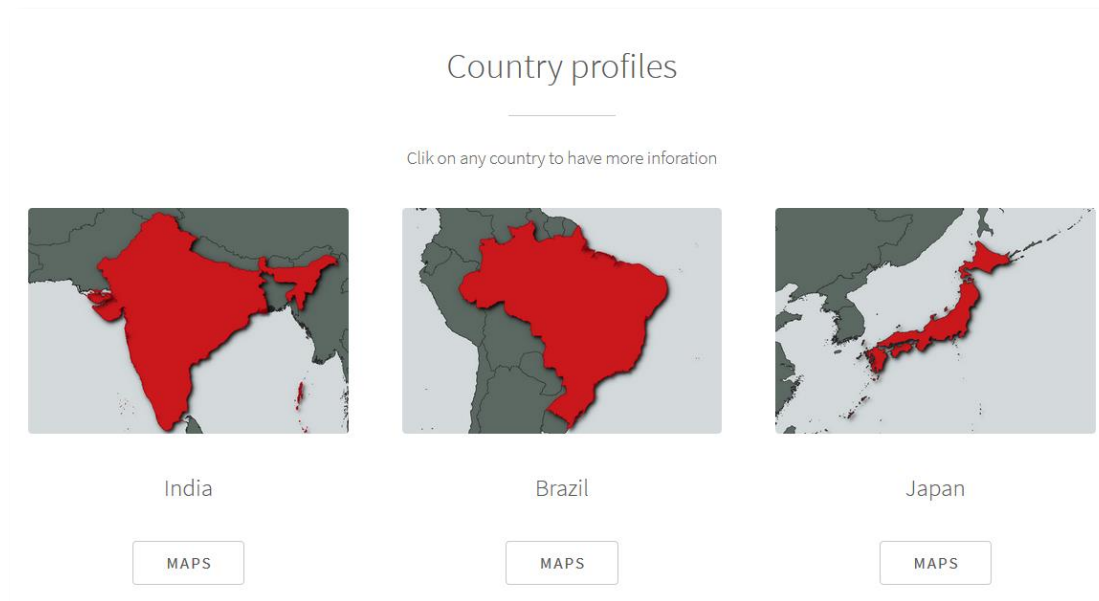 Country profiles
Clik on any country to have more inforation
India
Brazil
Japan
MAPS
MAPS
MAPS